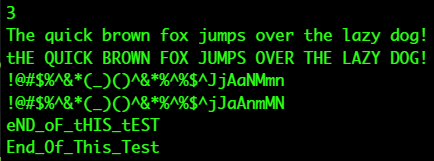 3
The quick brown fox jumps over the lazy dog!
tHE QUICK BROWN FOX JUMPS OVER THE LAZY DOG!
!@#$%^&*(_)()^&*%^%$^JjAaNMmn
!@#$%^&*(_)()^&*%^%$^jJaAnmMN
eND_oF_tHIS_tEST
End_Of_This_Test